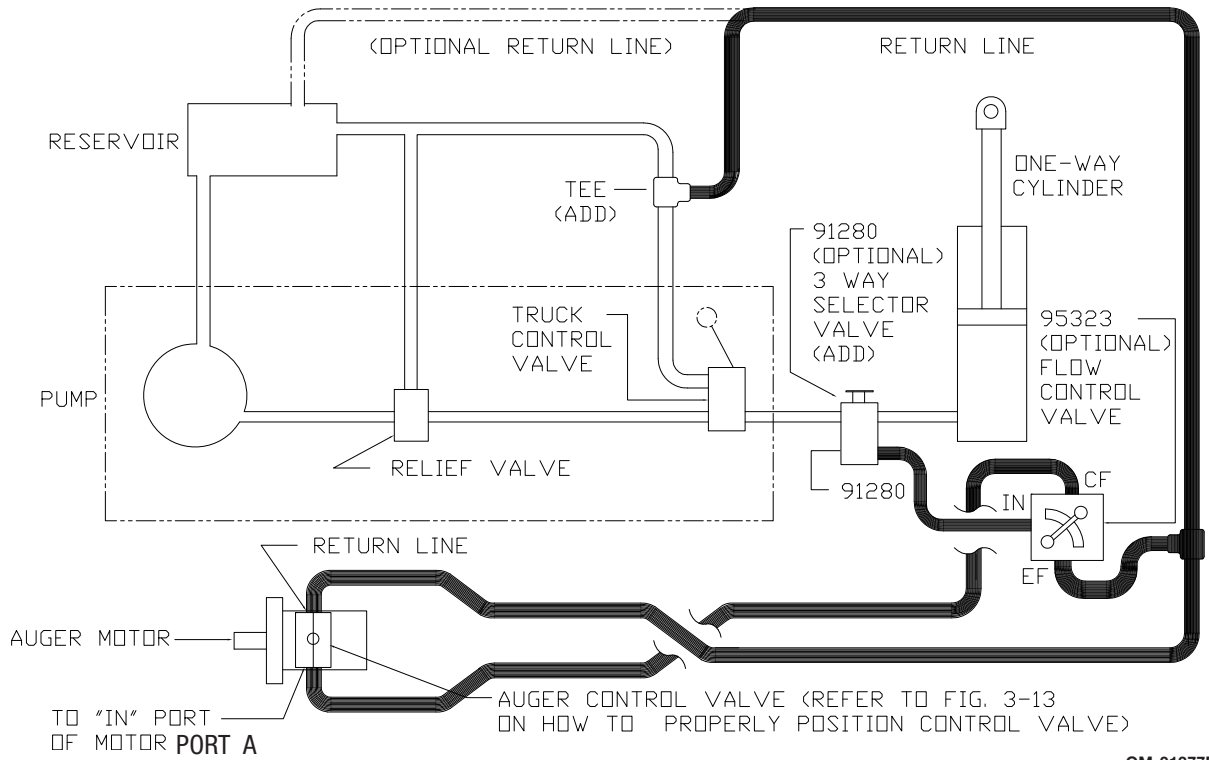 (OPTIONAL RETURN LINE)
RETURN LINE
RESERVOIR
ONE-WAY
CYLINDER
TEE
(ADD)
91280
(OPTIONAL)
3 WAY
SELECTOR
VALVE
(ADD)
TRUCK
CONTROL
VALVE
95323
(OPTIONAL)
FLOW
CONTROL
VALVE
PUMP
RELIEF VALVE
91280
CF
IN
EF
RETURN LINE
AUGER MOTOR
AUGER CONTROL VALVE (REFER TO FIG. 3-13
ON HOW TO PROPERLY POSITION CONTROL VALVE)
TO "IN" PORT
OF MOTOR PORT A